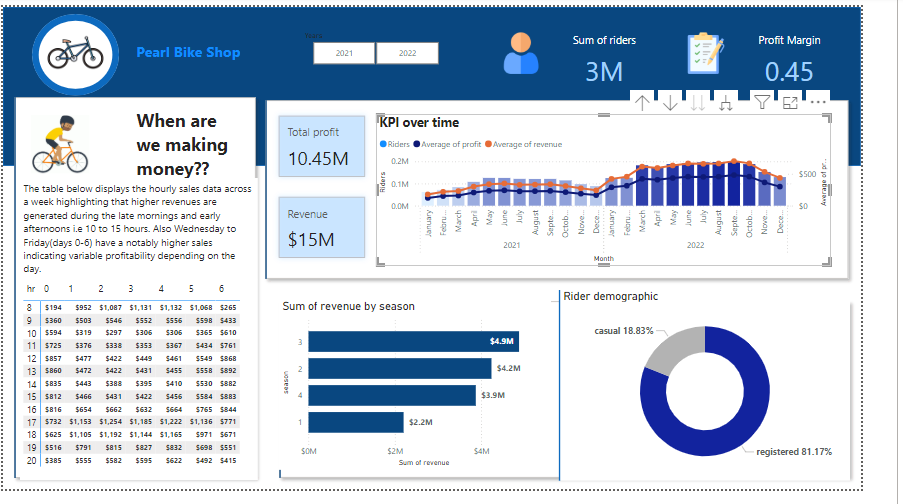 Pearl Bike Shop
2021
2022
Sum of riders
3M
Profit Margin
0.45
When are
we making
money??
The table below displays the hourly sales data across
a week highlighting that higher revenues are
generated during the late mornings and early
afternoons i.e 10 to 15 hours. Also Wednesday to
Friday(days 0-6) have a notably higher sales
indicating variable profitability depending on the
day.
hr 0 1 2 3 4 5 6
8 $194 $952 $1,087 $1,131 $1,132 $1,068 $265
9 $360 $503 $546 $552 $556 $598 $433
10 $594 $319 $297 $306 $306 $365 $610
11 $725 $376 $338 $353 $367 $434 $761
12 $857 $477 $422 $449 $461 $549 $868
13 $860 $472 $422 $431 $455 $558 $892
14 $835 $443 $388 $395 $410 $530 $882
15 $812 $466 $431 $422 $456 $584 $883
16 $816 $654 $662 $632 $664 $765 $844
17 $732 $1,153 $1,254 $1,185 $1,222 $1,136 $771
18 $625 $1,105 $1,192 $1,144 $1,165 $971 $671
19 $516 $791 $815 $827 $832 $698 $551
20 $385 $555 $582 $595 $622 $492 $415
Total profit
10.45M
Revenue
$15M
KPI over time
Riders Average of profit Average of revenue
Riders
0.2M
0.1M
0.0M
$500
$0
Average of pr...
January
Febru...
March
April
May
June
July
August
Septe...
Octob...
Nove...
Dece...
January
Febru...
March
April
May
June
July
August
Septe...
Octob...
Nove...
Dece...
2021
2022
Month
Sum of revenue by season
season
3 $4.9M
2 $4.2M
4 $3.9M
1 $2.2M
$0M $2M $4M
Sum of revenue
Rider demographic
casual 18.83%
registered 81.17%